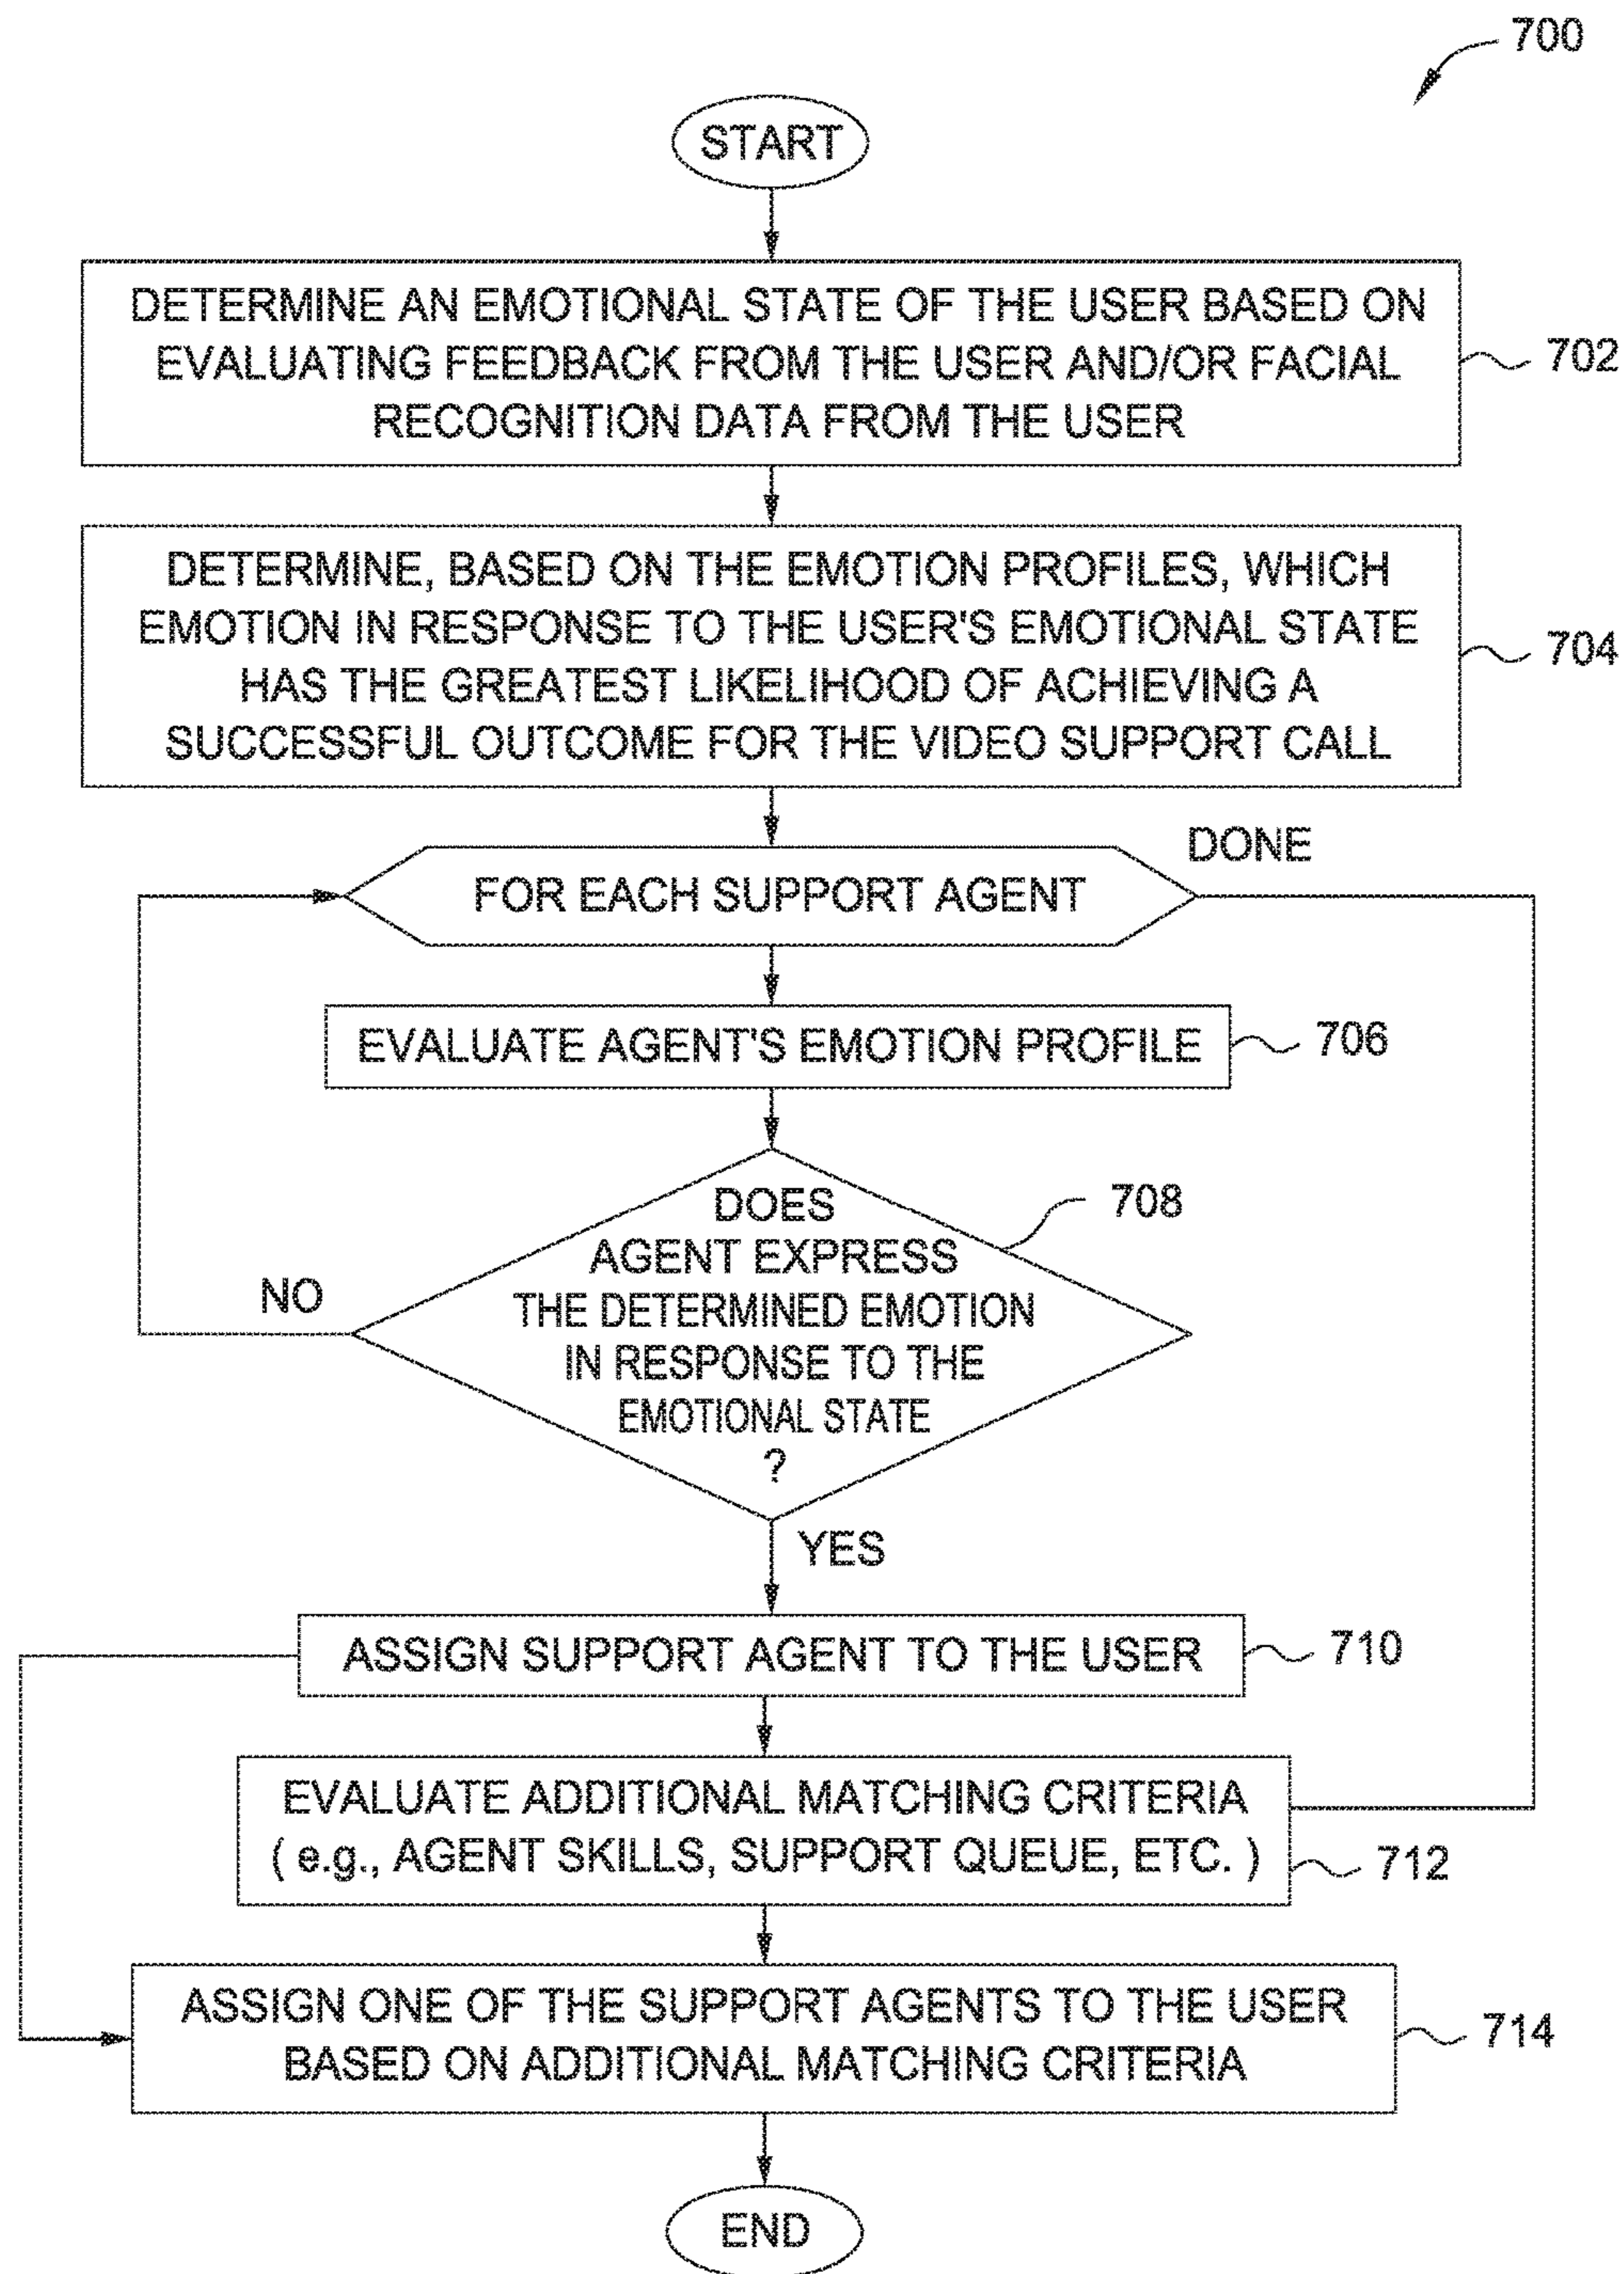 700
START
DETERMINE AN EMOTIONAL STATE OF THE USER BASED ON
EVALUATING FEEDBACK FROM THE USER AND/OR FACIAL
RECOGNITION DATA FROM THE USER
702
DETERMINE, BASED ON THE EMOTION PROFILES, WHICH
EMOTION IN RESPONSE TO THE USER'S EMOTIONAL STATE
HAS THE GREATEST LIKELIHOOD OF ACHIEVING A
SUCCESSFUL OUTCOME FOR THE VIDEO SUPPORT CALL
704
DONE
FOR EACH SUPPORT AGENT
EVALUATE AGENT'S EMOTION PROFILE
706
DOES
AGENT EXPRESS
THE DETERMINED EMOTION
IN RESPONSE TO THE
EMOTIONAL STATE
?
708
NO
YES
ASSIGN SUPPORT AGENT TO THE USER
710
EVALUATE ADDITIONAL MATCHING CRITERIA
( e.g., AGENT SKILLS, SUPPORT QUEUE, ETC. )
712
ASSIGN ONE OF THE SUPPORT AGENTS TO THE USER
BASED ON ADDITIONAL MATCHING CRITERIA
714
END